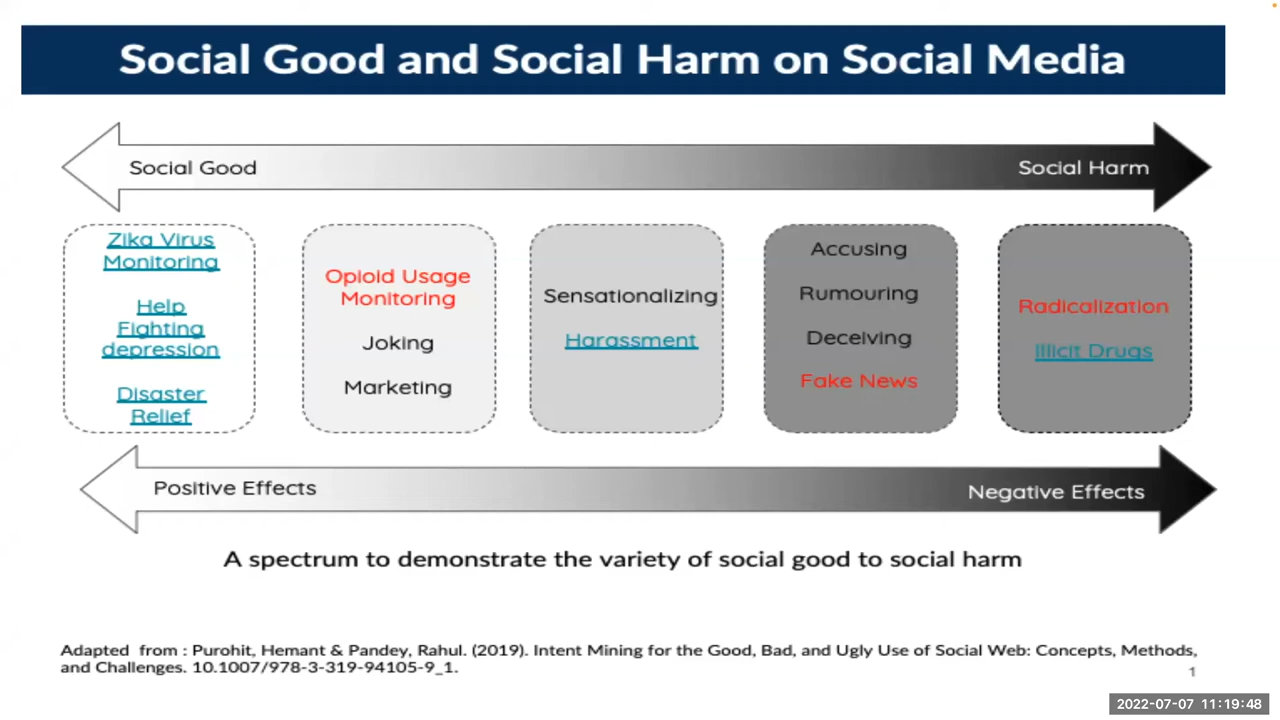 Social Good and Social Harm on Social Media
Social Good
Social Harm
Zika Virus
Monitoring
Help
Fighting
depression
Disaster
Relief
Opioid Usage
Monitoring
Joking
Marketing
Sensationalizing
Harassment
Accusing
Rumouring
Deceiving
Fake News
Radicalization
Illicit Drugs
Positive Effects
Negative Effects
A spectrum to demonstrate the variety of social good to social harm
Adapted from : Purohit, Hemant & Pandey, Rahul. (2019). Intent Mining for the Good, Bad, and Ugly Use of Social Web: Concepts, Methods,
and Challenges. 10.1007/978-3-319-94105-9_1.
1
2022-07-07 11:19:48